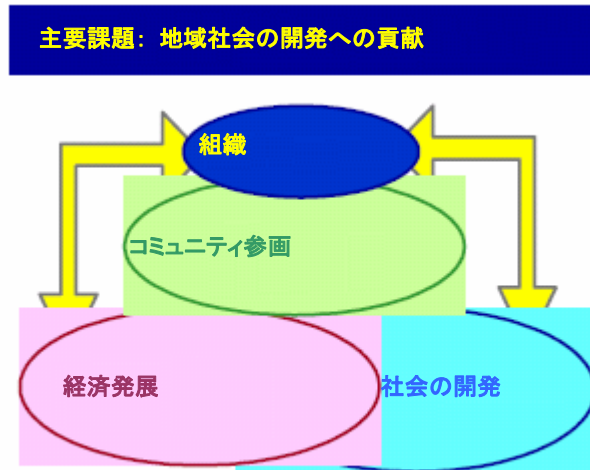 主要課題： 地域社会の開発への貢献
組織
コミュニティ参画
経済発展
社会の開発